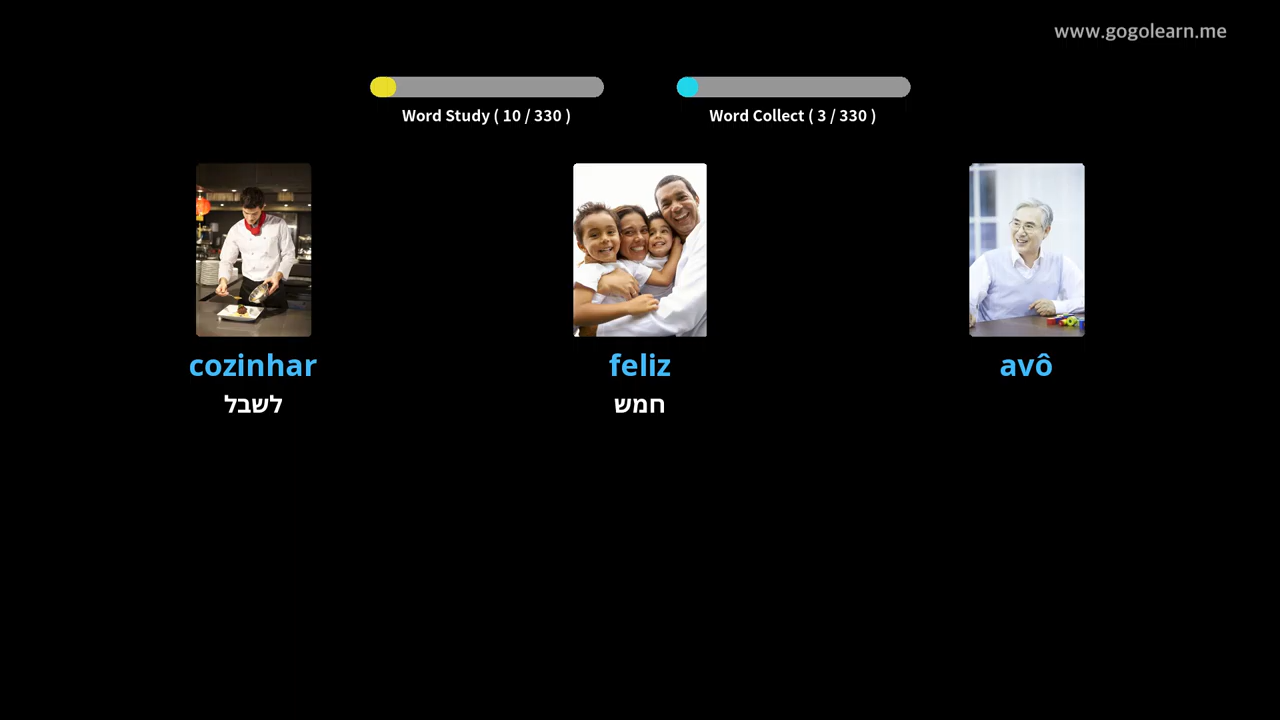 www.gogolearn.me
Word Study ( 10 / 330 )
Word Collect ( 3 / 330 )
cozinhar
לשבל
feliz
חמש
avô